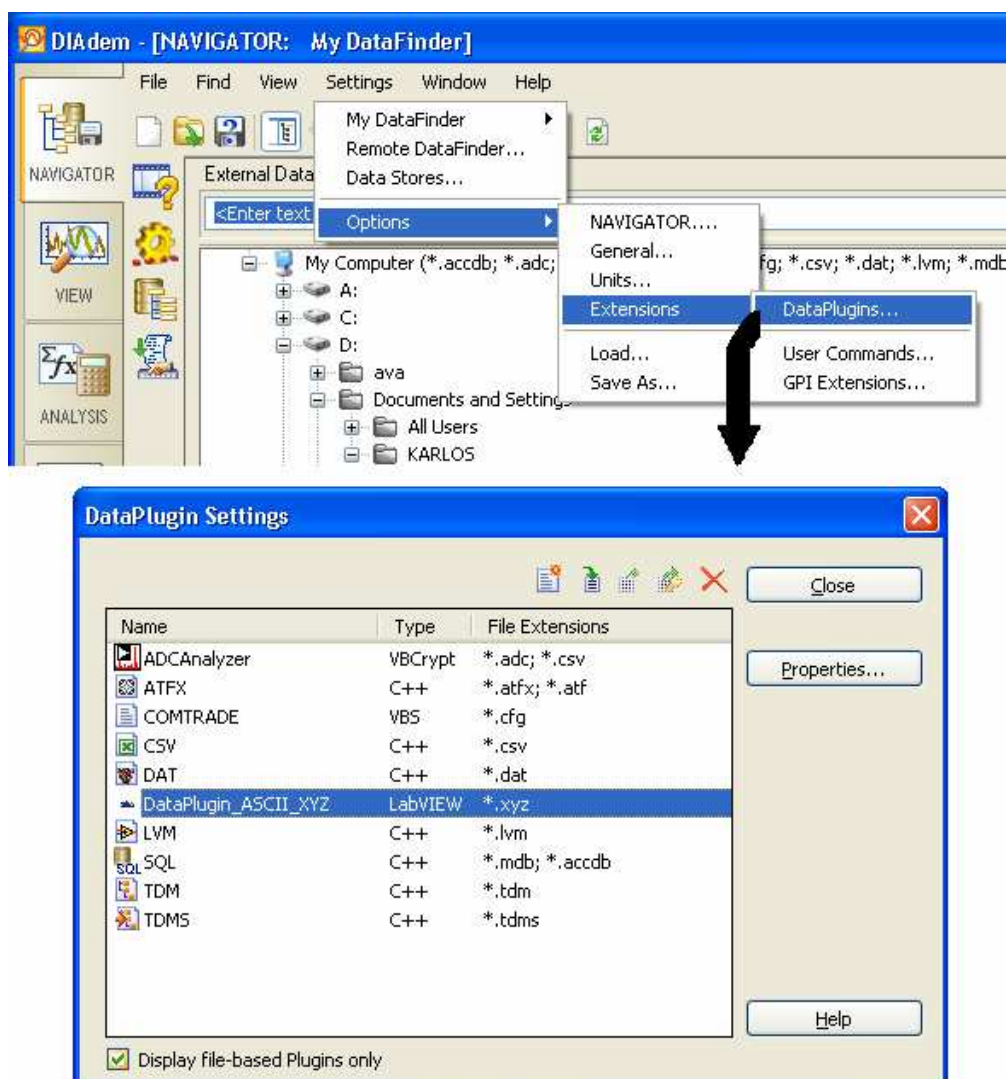 DIAdem - [NAVIGATOR: My DataFinder]
File Find View Settings Window Help
My DataFinder
Remote DataFinder...
Data Stores...
Options
NAVIGATOR....
General...
Units...
Extensions
Load...
Save As...
DataPlugins...
User Commands...
GPI Extensions...
NAVIGATOR
VIEW
ANALYSIS
External Data
<Enter text
My Computer (*.accdb; *.adc; fg; *.csv; *.dat; *.lvm; *.mdb
A:
C:
D:
ava
Documents and Settings
All Users
KARLOS
DataPlugin Settings
Close
Name Type File Extensions
ADCAnalyzer VBCrypt *.adc; *.csv
Properties...
ATFX C++ *.atfx; *.atf
COMTRADE VBS *.cfg
CSV C++ *.csv
DAT C++ *.dat
DataPlugin_ASCII_XYZ LabVIEW *.xyz
LVM C++ *.lvm
SQL SQL C++ *.mdb; *.accdb
TDM C++ *.tdm
TDMS C++ *.tdms
Help
Display file-based Plugins only